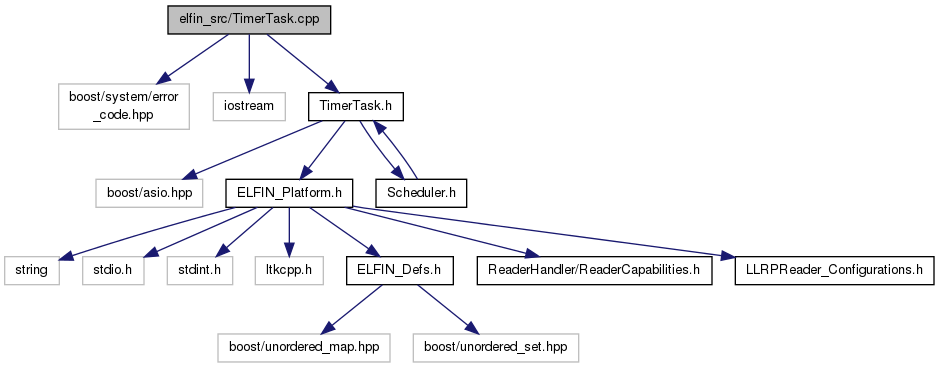 elfin_src/TimerTask.cpp
boost/system/error
_code.hpp
iostream
TimerTask.h
boost/asio.hpp
ELFIN_Platform.h
Scheduler.h
string
stdio.h
stdint.h
ltkcpp.h
ELFIN_Defs.h
ReaderHandler/ReaderCapabilities.h
LLRPReader_Configurations.h
boost/unordered_map.hpp
boost/unordered_set.hpp